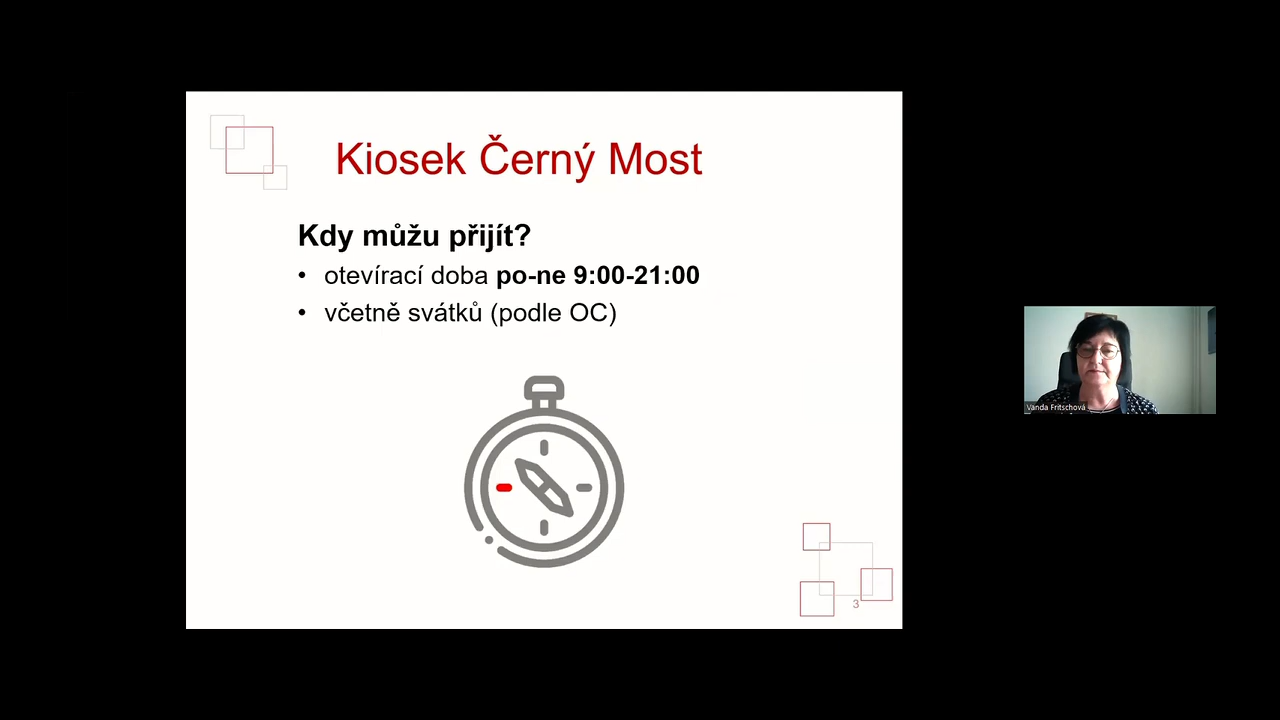 Kiosek Černý Most
Kdy můžu přijít?
• otevírací doba po-ne 9:00-21:00
• včetně svátků (podle OC)
3
Vanda Fritschová